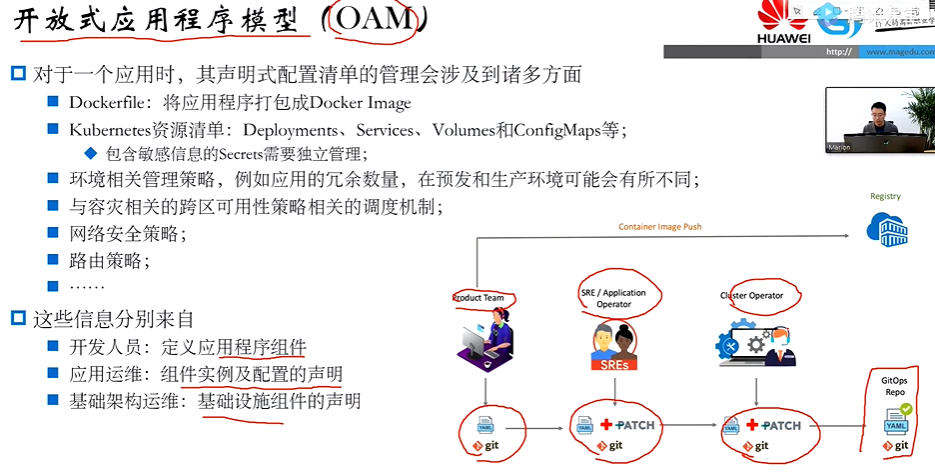 开放式应用程序模型（OAM）
HUAWEI
http://
www.magedu.com
对于一个应用时，其声明式配置清单的管理会涉及到诸多方面
Dockerfile：将应用程序打包成Docker Image
Kubernetes资源清单：Deployments、Services、Volumes和ConfigMaps等；
包含敏感信息的Secrets需要独立管理；
环境相关管理策略，例如应用的冗余数量，在预发和生产环境可能会有所不同；
与容灾相关的跨区可用性策略相关的调度机制；
网络安全策略；
路由策略；
……
这些信息分别来自
开发人员：定义应用程序组件
应用运维：组件实例及配置的声明
基础架构运维：基础设施组件的声明
Marion
Registry
Container Image Push
Product Team
SRE / Application
Operator
Cluster Operator
SREs
GitOps
Repo
YAML
git
YAML + PATCH
git
YAML + PATCH
git
YAML
git